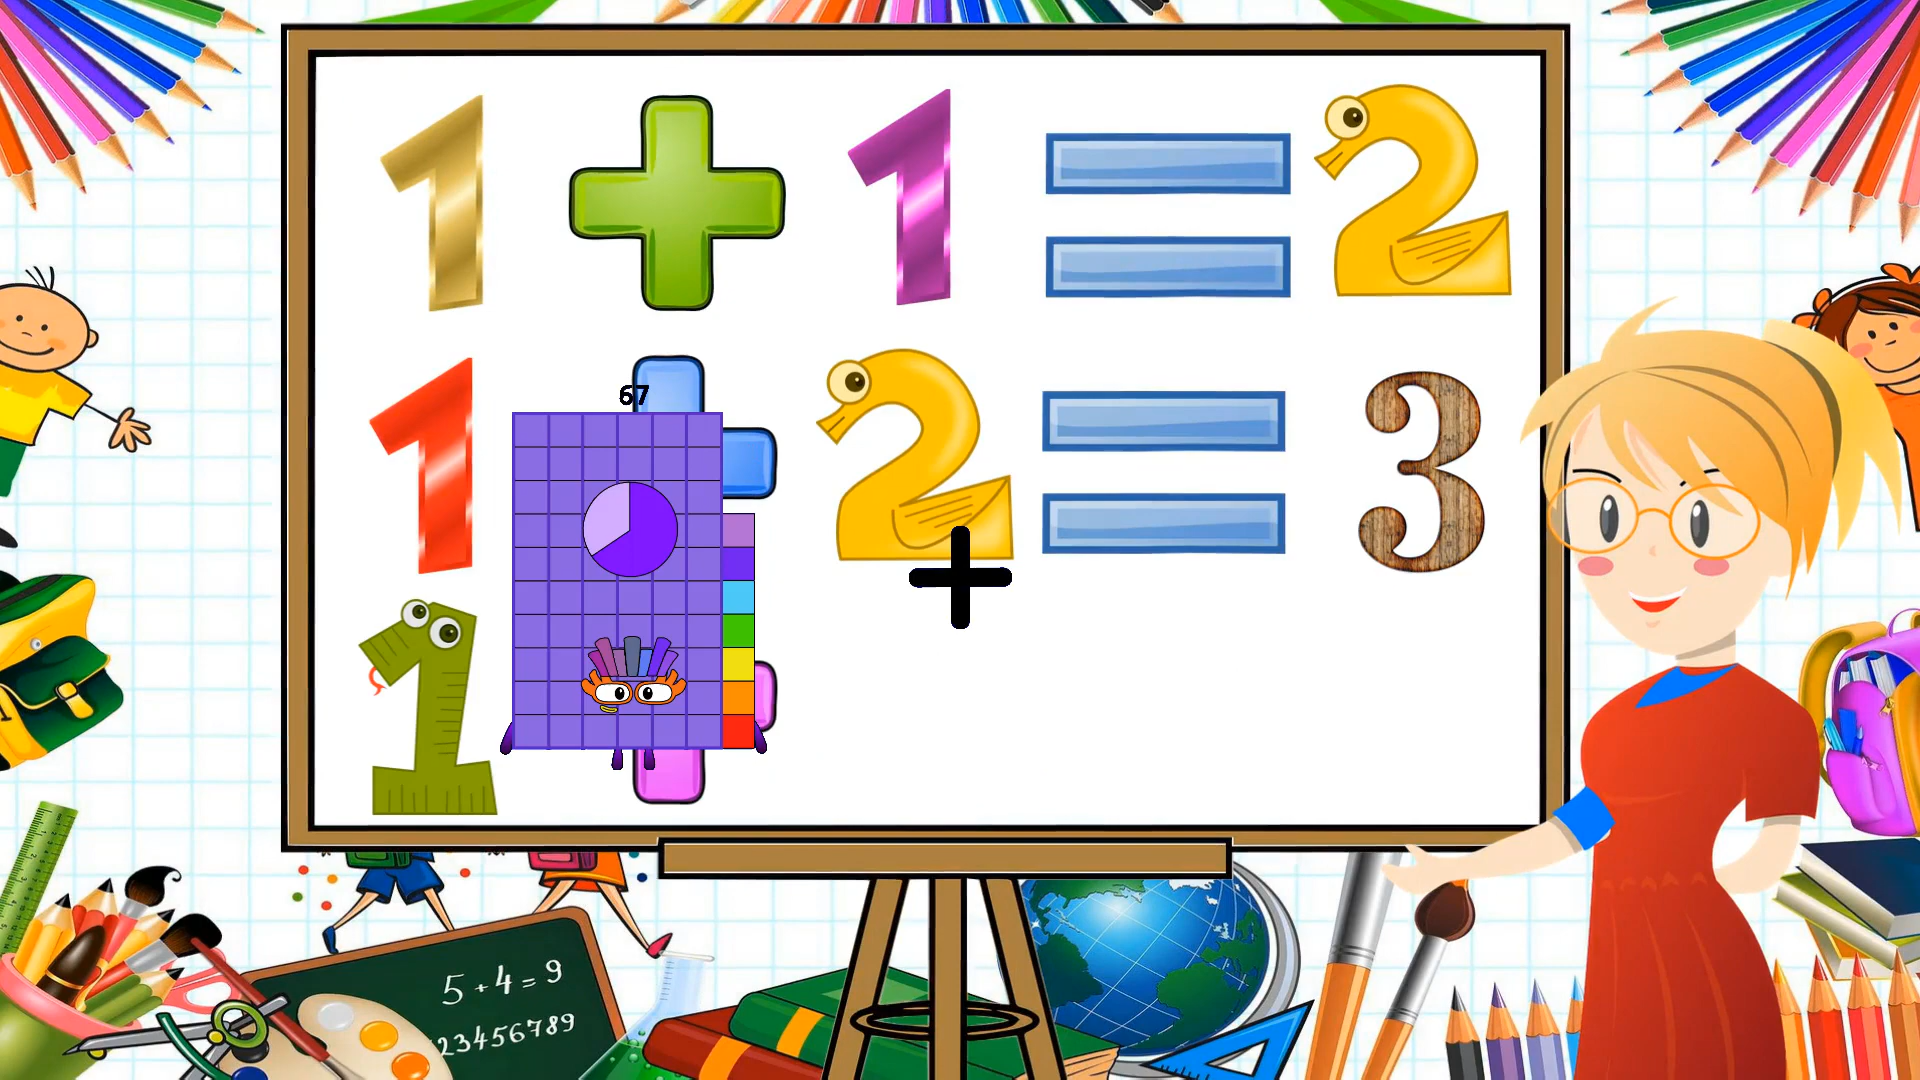 1 + 1 = 2
1 + 2 = 3
67
+
1 +
5 + 4 = 9
123456789